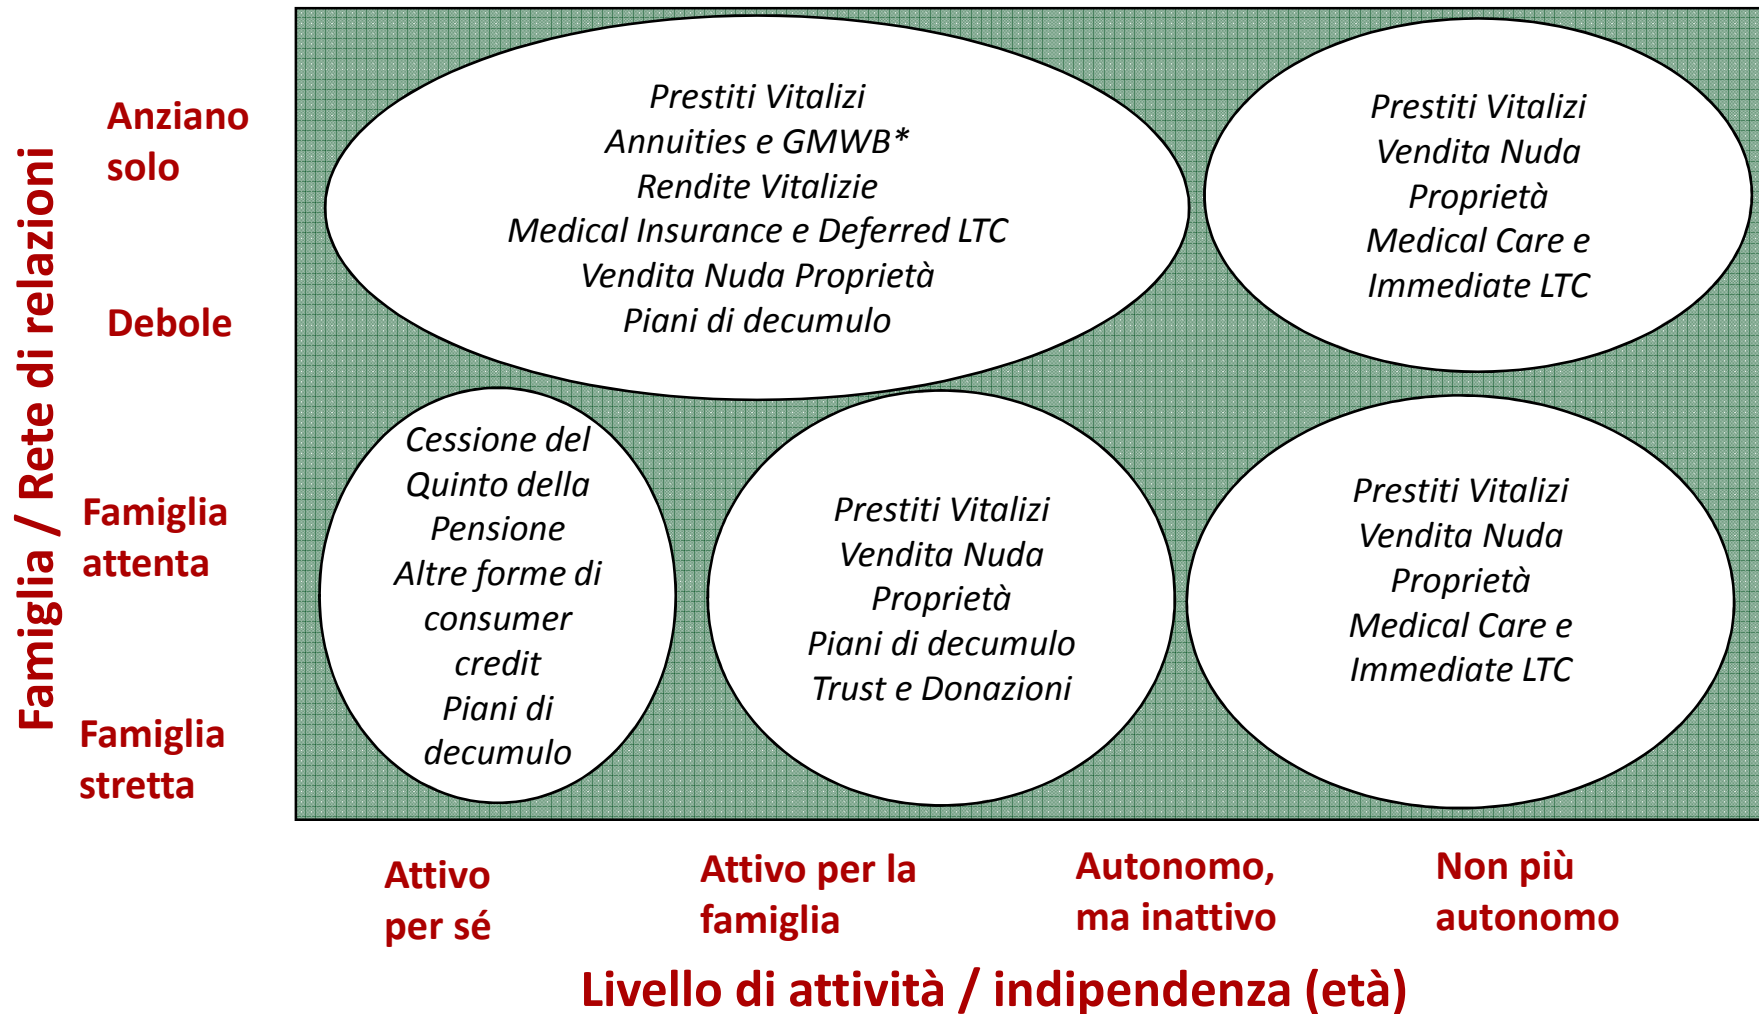 Famiglia / Rete di relazioni
Anziano
solo
Debole
Famiglia
attenta
Famiglia
stretta
Prestiti Vitalizi
Annuities e GMWB*
Rendite Vitalizie
Medical Insurance e Deferred LTC
Vendita Nuda Proprietà
Piani di decumulo
Prestiti Vitalizi
Vendita Nuda
Proprietà
Medical Care e
Immediate LTC
Cessione del
Quinto della
Pensione
Altre forme di
consumer
credit
Piani di
decumulo
Prestiti Vitalizi
Vendita Nuda
Proprietà
Piani di decumulo
Trust e Donazioni
Prestiti Vitalizi
Vendita Nuda
Proprietà
Medical Care e
Immediate LTC
Attivo
per sé
Attivo per la
famiglia
Autonomo,
ma inattivo
Non più
autonomo
Livello di attività / indipendenza (età)